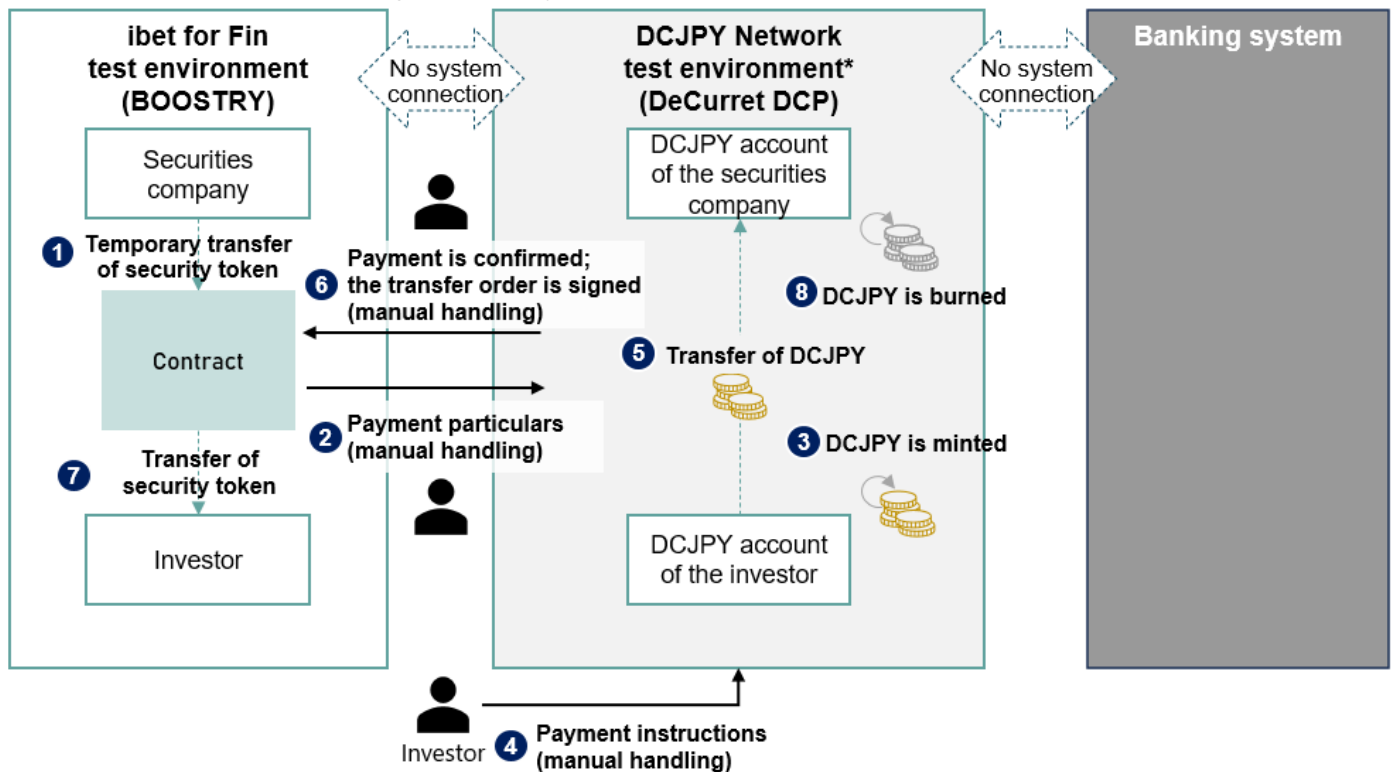 ibet for Fin
test environment
(BOOSTRY)
No system
connection
DCJPY Network
test environment*
(DeCurret DCP)
No system
connection
Banking system
Securities
company
DCJPY account
of the securities
company
1 Temporary transfer
of security token
6 Payment is confirmed;
the transfer order is signed
(manual handling)
8 DCJPY is burned
Contract
5 Transfer of DCJPY
2 Payment particulars
(manual handling)
3 DCJPY is minted
7 Transfer of
security token
Investor
DCJPY account
of the investor
Investor
4 Payment instructions
(manual handling)